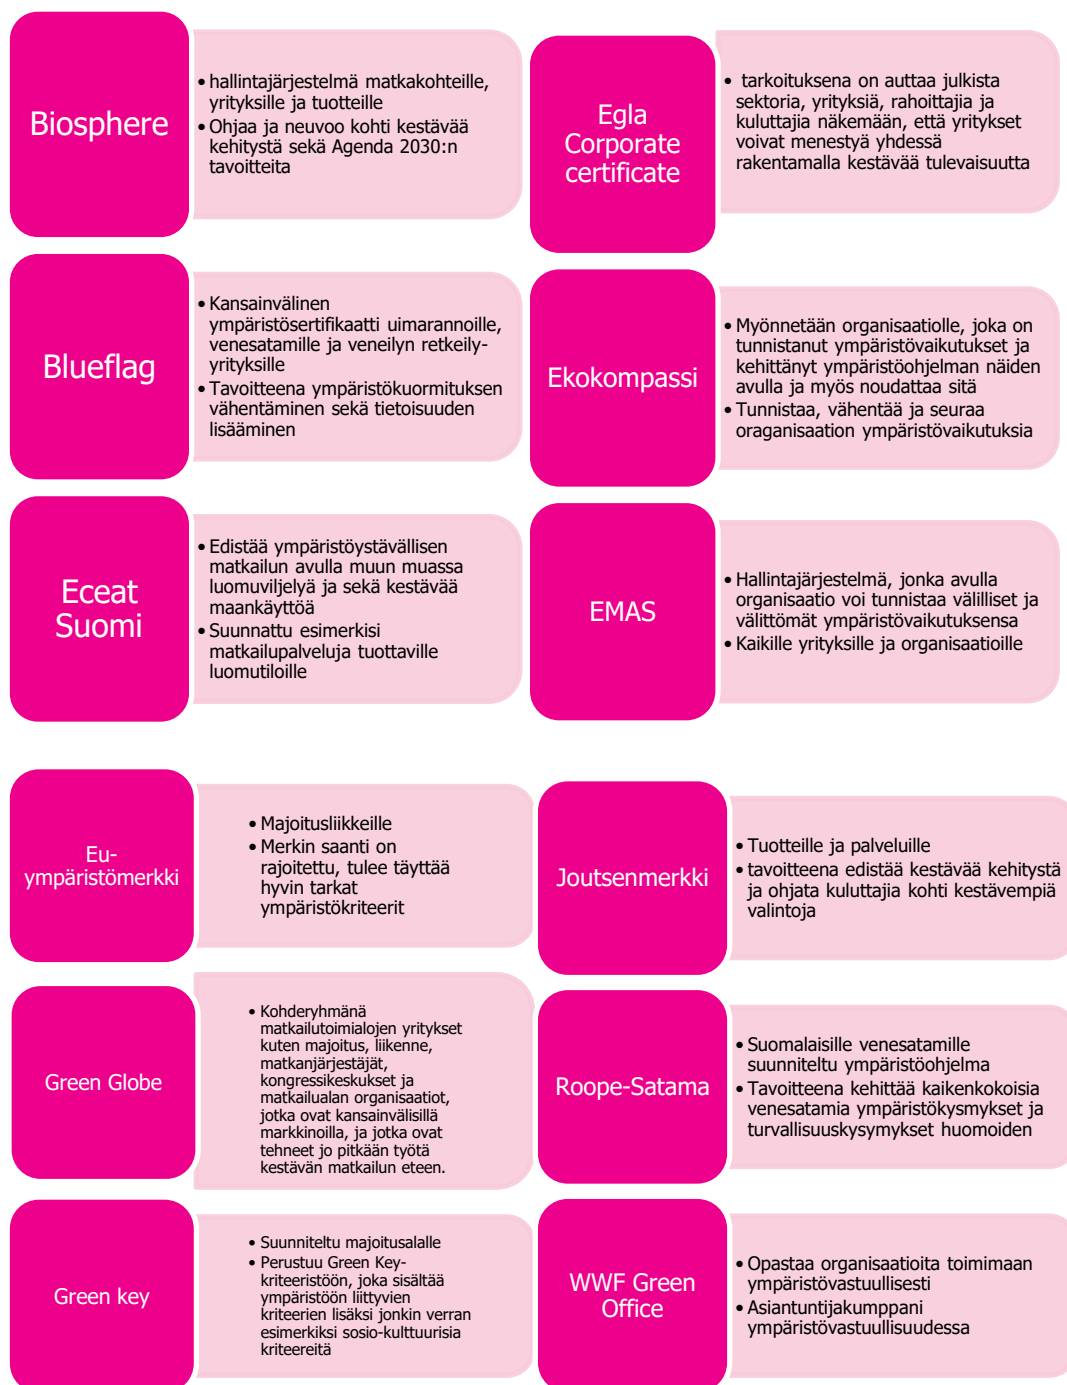 Biosphere
• hallintajärjestelmä matkakohteille,
yrityksille ja tuotteille
• Ohjaa ja neuvoo kohti kestävää
kehitystä sekä Agenda 2030:n
tavoitteita
Egla
Corporate
certificate
• tarkoituksena on auttaa julkista
sektoria, yrityksiä, rahoittajia ja
kuluttajia näkemään, että yritykset
voivat menestyä yhdessä
rakentamalla kestävää tulevaisuutta
Blueflag
• Kansainvälinen
ympäristösertifikaatti uimarannoille,
venesatamille ja veneilyn retkeily-
yrityksille
• Tavoitteena ympäristökuormituksen
vähentäminen sekä tietoisuuden
lisääminen
Ekokompassi
• Myönnetään organisaatiolle, joka on
tunnistanut ympäristövaikutukset ja
kehittänyt ympäristöohjelman näiden
avulla ja myös noudattaa sitä
• Tunnistaa, vähentää ja seuraa
oraganisaation ympäristövaikutuksia
Eceat
Suomi
• Edistää ympäristöystävällisen
matkailun avulla muun muassa
luomuviljelyä ja sekä kestävää
maankäyttöä
• Suunnattu esimerkisi
matkailupalveluja tuottaville
luomutiloille
EMAS
• Hallintajärjestelmä, jonka avulla
organisaatio voi tunnistaa välilliset ja
välittömät ympäristövaikutuksensa
• Kaikille yrityksille ja organisaatioille
Eu-
ympäristömerkki
• Majoitusliikkeille
• Merkin saanti on
rajoitettu, tulee täyttää
hyvin tarkat
ympäristökriteerit
Joutsenmerkki
• Tuotteille ja palveluille
• tavoitteena edistää kestävää kehitystä
ja ohjata kuluttajia kohti kestävempiä
valintoja
Green Globe
• Kohderyhmänä
matkailutoimialojen yritykset
kuten majoitus, liikenne,
matkanjärjestäjät,
kongressikeskukset ja
matkailualan organisaatiot,
jotka ovat kansainvälisillä
markkinoilla, ja jotka ovat
tehneet jo pitkään työtä
kestävän matkailun eteen.
Roope-Satama
• Suomalaisille venesatamille
suunniteltu ympäristöohjelma
• Tavoitteena kehittää kaikenkokoisia
venesatamia ympäristökysmykset ja
turvallisuuskysymykset huomoiden
Green key
• Suunniteltu majoitusalalle
• Perustuu Green Key-
kriteeristöön, joka sisältää
ympäristöön liittyvien
kriteerien lisäksi jonkin verran
esimerkiksi sosio-kulttuurisia
kriteereitä
WWF Green
Office
• Opastaa organisaatioita toimimaan
ympäristövastuullisesti
• Asiantuntijakumppani
ympäristövastuullisuudessa